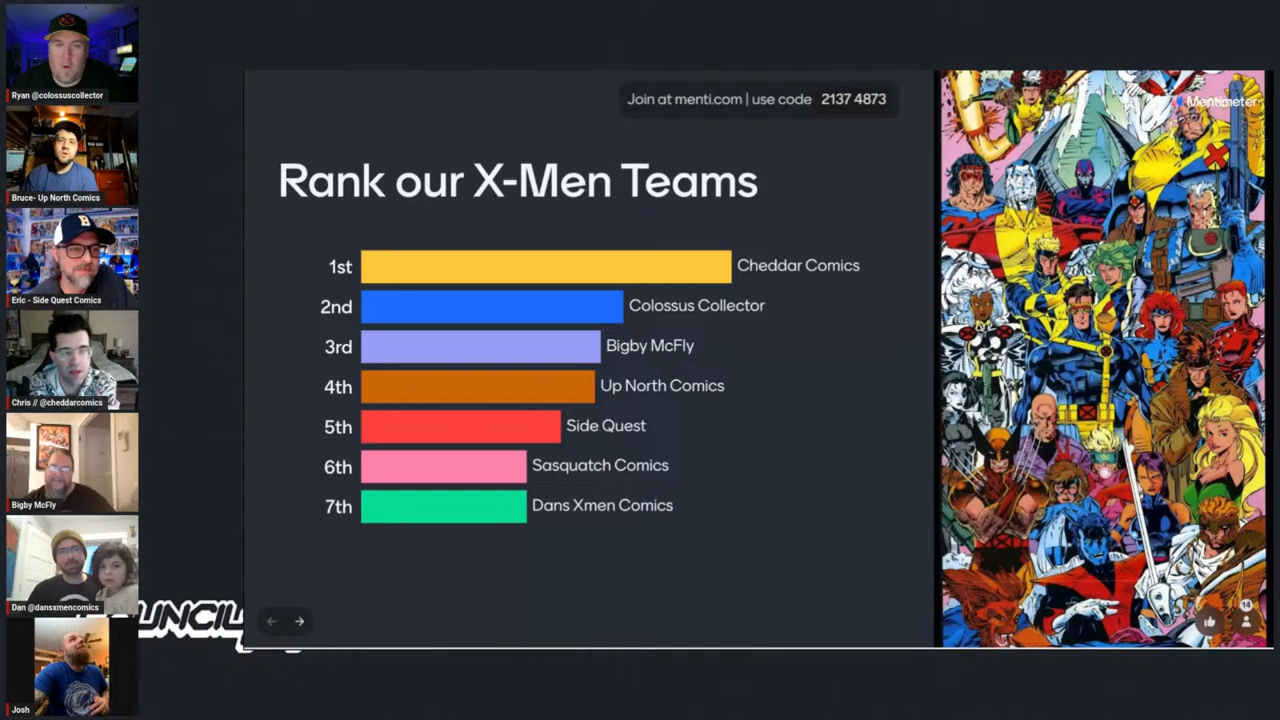 Ryan @colossuscollector
Bruce- Up North Comics
Eric - Side Quest Comics
Chris // @cheddarcomics
Bigby McFly
Dan @dansxmencomics
Josh
Join at menti.com | use code 2137 4873
Mentimeter
Rank our X-Men Teams
1st Cheddar Comics
2nd Colossus Collector
3rd Bigby McFly
4th Up North Comics
5th Side Quest
6th Sasquatch Comics
7th Dans Xmen Comics
14